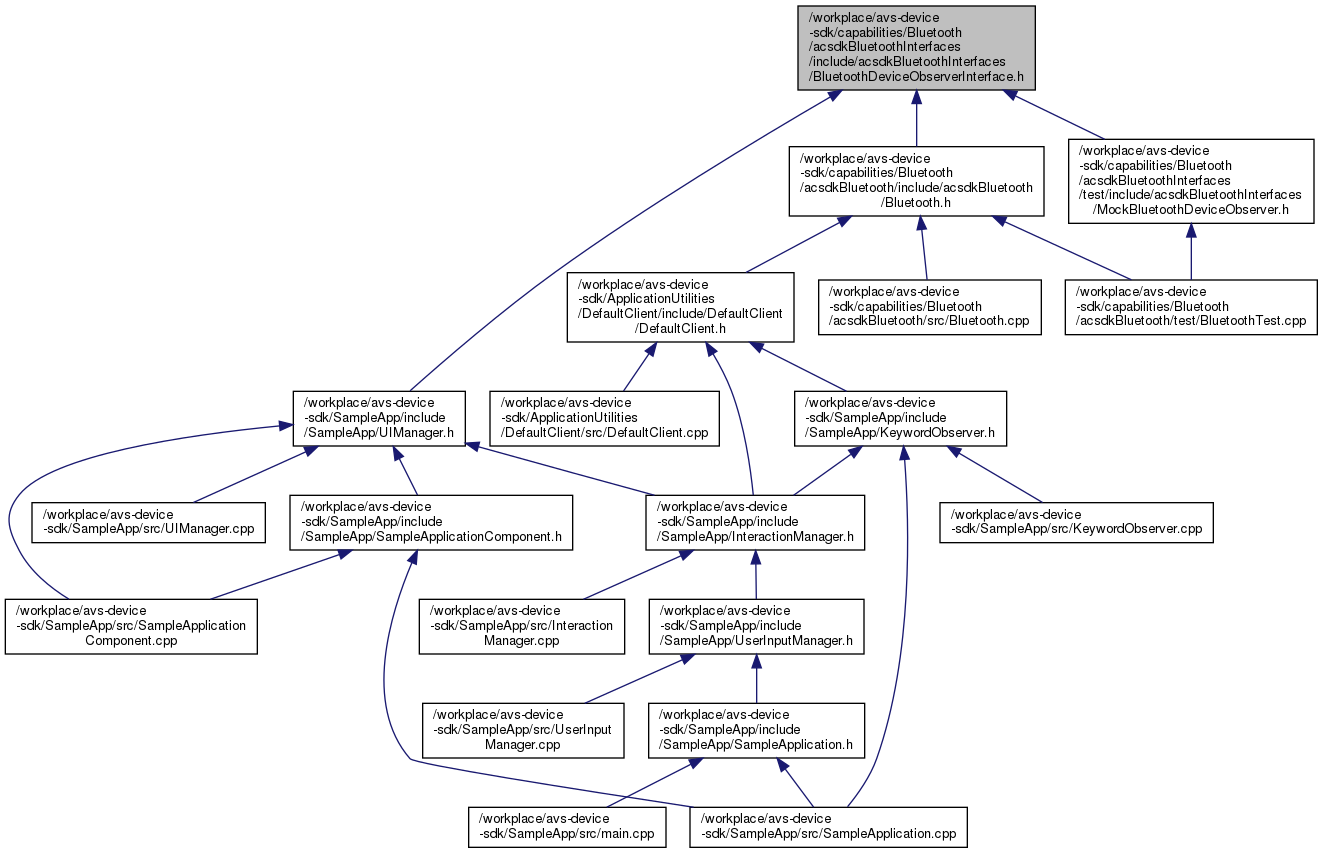 /workplace/avs-device
-sdk/capabilities/Bluetooth
/acsdkBluetoothInterfaces
/include/acsdkBluetoothInterfaces
/BluetoothDeviceObserverInterface.h
/workplace/avs-device
-sdk/capabilities/Bluetooth
/acsdkBluetooth/include/acsdkBluetooth
/Bluetooth.h
/workplace/avs-device
-sdk/capabilities/Bluetooth
/acsdkBluetoothInterfaces
/test/include/acsdkBluetoothInterfaces
/MockBluetoothDeviceObserver.h
/workplace/avs-device
-sdk/ApplicationUtilities
/DefaultClient/include/DefaultClient
/DefaultClient.h
/workplace/avs-device
-sdk/capabilities/Bluetooth
/acsdkBluetooth/src/Bluetooth.cpp
/workplace/avs-device
-sdk/capabilities/Bluetooth
/acsdkBluetooth/test/BluetoothTest.cpp
/workplace/avs-device
-sdk/SampleApp/include
/SampleApp/UIManager.h
/workplace/avs-device
-sdk/ApplicationUtilities
/DefaultClient/src/DefaultClient.cpp
/workplace/avs-device
-sdk/SampleApp/include
/SampleApp/KeywordObserver.h
/workplace/avs-device
-sdk/SampleApp/src/UIManager.cpp
/workplace/avs-device
-sdk/SampleApp/include
/SampleApp/SampleApplicationComponent.h
/workplace/avs-device
-sdk/SampleApp/include
/SampleApp/InteractionManager.h
/workplace/avs-device
-sdk/SampleApp/src/KeywordObserver.cpp
/workplace/avs-device
-sdk/SampleApp/src/SampleApplication
Component.cpp
/workplace/avs-device
-sdk/SampleApp/src/Interaction
Manager.cpp
/workplace/avs-device
-sdk/SampleApp/include
/SampleApp/UserInputManager.h
/workplace/avs-device
-sdk/SampleApp/src/UserInput
Manager.cpp
/workplace/avs-device
-sdk/SampleApp/include
/SampleApp/SampleApplication.h
/workplace/avs-device
-sdk/SampleApp/src/main.cpp
/workplace/avs-device
-sdk/SampleApp/src/SampleApplication.cpp